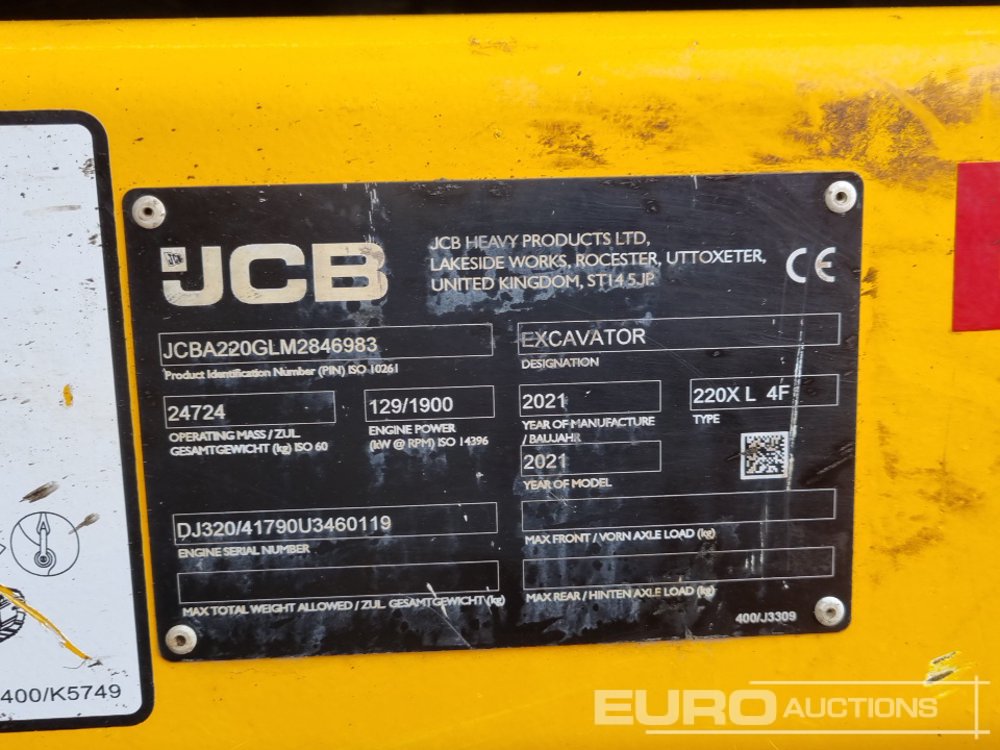 JCB
JCB HEAVY PRODUCTS LTD,
LAKESIDE WORKS, ROCESTER, UTTOXETER,
UNITED KINGDOM, ST14 5JP.
CE
JCBA220GLM2846983
Product Identification Number (PIN) ISO 10261
EXCAVATOR
DESIGNATION
24724
OPERATING MASS / ZUL.
GESAMTGEWICHT (kg) ISO 60
129/1900
ENGINE POWER
(kW @ RPM) ISO 14396
2021
YEAR OF MANUFACTURE
/ BAUJAHR
220X L 4F
TYPE
2021
YEAR OF MODEL
DJ320/41790U3460119
ENGINE SERIAL NUMBER
MAX FRONT / VORN AXLE LOAD (kg)
MAX TOTAL WEIGHT ALLOWED / ZUL. GESAMTGEWICHT (kg)
MAX REAR / HINTEN AXLE LOAD (kg)
400/J3309
A
400/K5749
EURO AUCTIONS